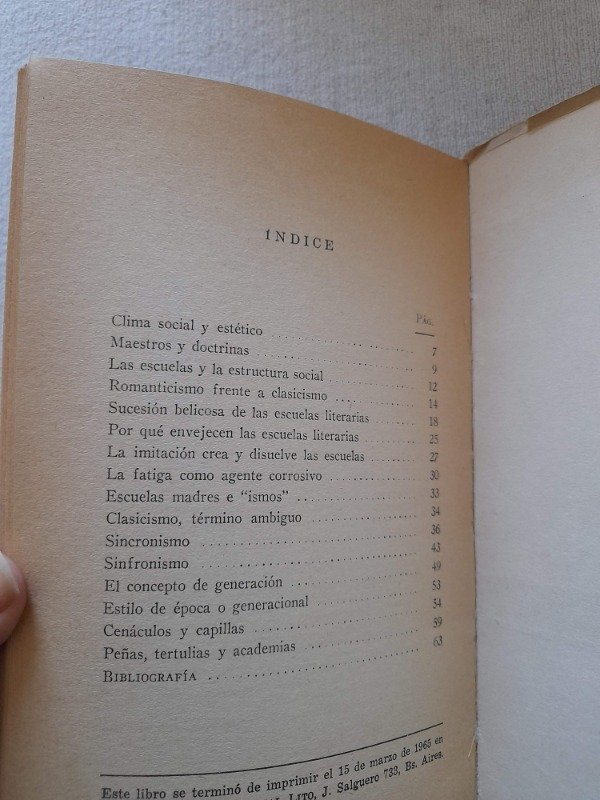 ÍNDICE
PÁG.
Clima social y estético 7
Maestros y doctrinas 9
Las escuelas y la estructura social 12
Romanticismo frente a clasicismo 14
Sucesión belicosa de las escuelas literarias 18
Por qué envejecen las escuelas literarias 25
La imitación crea y disuelve las escuelas 27
La fatiga como agente corrosivo 30
Escuelas madres e "ismos" 33
Clasicismo, término ambiguo 34
Sincronismo 36
Sinfronismo 43
El concepto de generación 49
Estilo de época o generacional 53
Cenáculos y capillas 54
Peñas, tertulias y academias 59
BIBLIOGRAFÍA 63
Este libro se terminó de imprimir el 15 de marzo de 1965 en
LITO, J. Salguero 733, Bs. Aires.